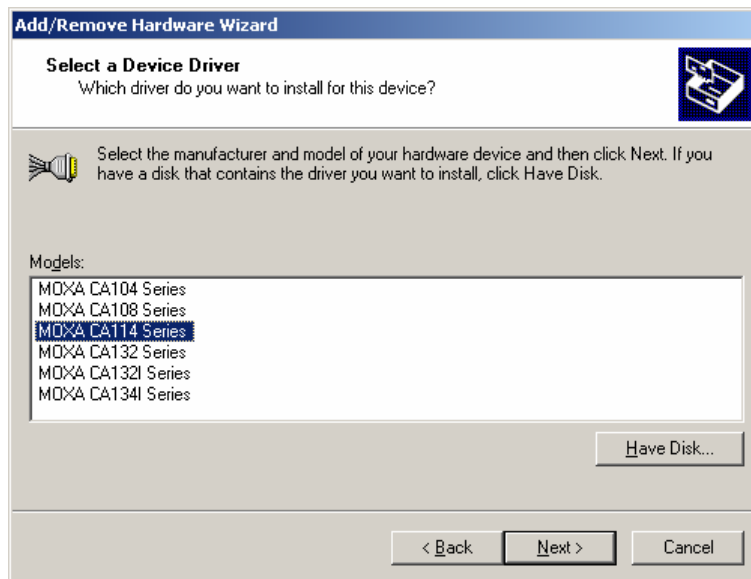 Add/Remove Hardware Wizard
Select a Device Driver
Which driver do you want to install for this device?
Select the manufacturer and model of your hardware device and then click Next. If you
have a disk that contains the driver you want to install, click Have Disk.
Models:
MOXA CA104 Series
MOXA CA108 Series
MOXA CA114 Series
MOXA CA132 Series
MOXA CA132I Series
MOXA CA134I Series
Have Disk...
< Back Next > Cancel